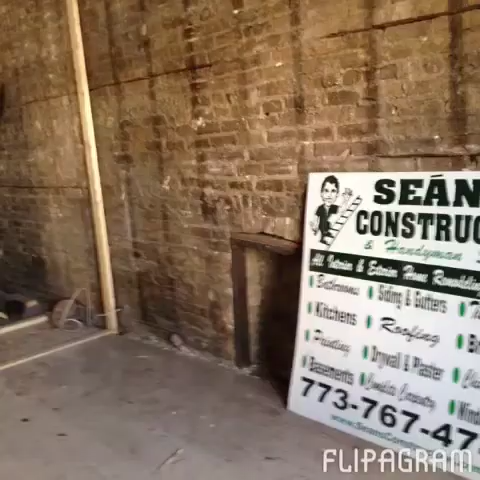 SEÁN
CONSTRUC
& Handyman
All Interior & Exterior Home Remodeling
Bathrooms Siding & Gutters
Kitchens Roofing
Painting Drywall & Plaster
Basements
773-767-47
FLIPAGRAM